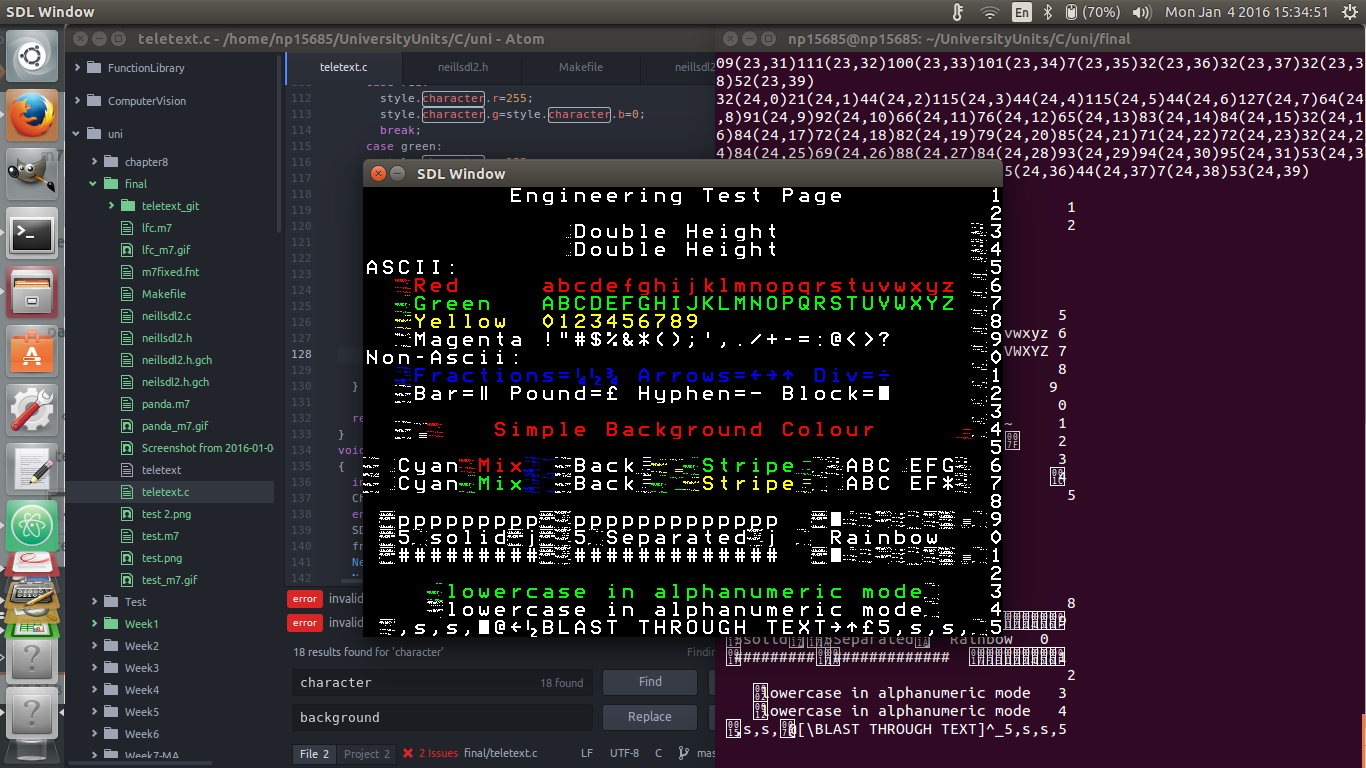 SDL Window
En
(70%)
Mon Jan 4 2016 15:34:51
teletext.c - /home/np15685/UniversityUnits/C/uni - Atom
FunctionLibrary
ComputerVision
uni
chapter8
final
teletext_git
lfc.m7
lfc_m7.gif
m7fixed.fnt
Makefile
neillsdl2.c
neillsdl2.h
neillsdl2.h.gch
neilsdl2.h.gch
panda.m7
panda_m7.gif
Screenshot from 2016-01-0
teletext
teletext.c
test 2.png
test.m7
test.png
test_m7.gif
Test
Week1
Week2
Week3
Week4
Week5
Week6
Week7-MA
teletext.c
neillsdl2.h
Makefile
neillsd
112 style.character.r=255;
113 style.character.g=style.character.b=0;
114 break;
115 case green:
116
118
119
120
121
122
123
124
125
126
127
128
129
130 }
132 re
133 }
134 voi
135 {
136 in
137 Ch
138 en
139 SD
140 fr
141 Ne
142
error invalid
error invalid
18 results found for 'character'
Findin
character
18 found
Find
background
Replace
File 2
Project 2
2 Issues
final/teletext.c
LF
UTF-8
C
mas
SDL Window
Engineering Test Page 1
2
Double Height 3
Double Height 4
ASCII: 5
Red abcdefghijklmnopqrstuvwxyz 6
Green ABCDEFGHIJKLMNOPQRSTUVWXYZ 7
Yellow 0123456789 8
Magenta !"#$%&*();',./+-=:@<>? 9
Non-Ascii: 0
Fractions=¼½¾ Arrows=←→↑ Div=÷ 1
Bar=‖ Pound=£ Hyphen=- Block=■ 2
3
Simple Background Colour 4
5
Cyan Mix Back Stripe ABC EFG 6
Cyan Mix Back Stripe ABC EF* 7
8
pppppppppp ppppppppppppp 9
5 solid j 5 Separated j Rainbow 0
########## ############# 1
2
lowercase in alphanumeric mode 3
lowercase in alphanumeric mode 4
,s,s,■@←½BLAST THROUGH TEXT→↑£5,s,s, 5
np15685@np15685: ~/UniversityUnits/C/uni/final
09(23,31)111(23,32)100(23,33)101(23,34)7(23,35)32(23,36)32(23,37)32(23,3
8)52(23,39)
32(24,0)21(24,1)44(24,2)115(24,3)44(24,4)115(24,5)44(24,6)127(24,7)64(24
,8)91(24,9)92(24,10)66(24,11)76(24,12)65(24,13)83(24,14)84(24,15)32(24,1
6)84(24,17)72(24,18)82(24,19)79(24,20)85(24,21)71(24,22)72(24,23)32(24,2
4)84(24,25)69(24,26)88(24,27)84(24,28)93(24,29)94(24,30)95(24,31)53(24,3
5(24,36)44(24,37)7(24,38)53(24,39)
1
2
5
vwxyz 6
VWXYZ 7
8
9
0
~ 1
2
3
5
8
solid Separated Rainbow 0
######### #############
2
lowercase in alphanumeric mode 3
lowercase in alphanumeric mode 4
,s,s, @[\BLAST THROUGH TEXT]^_5,s,s,5